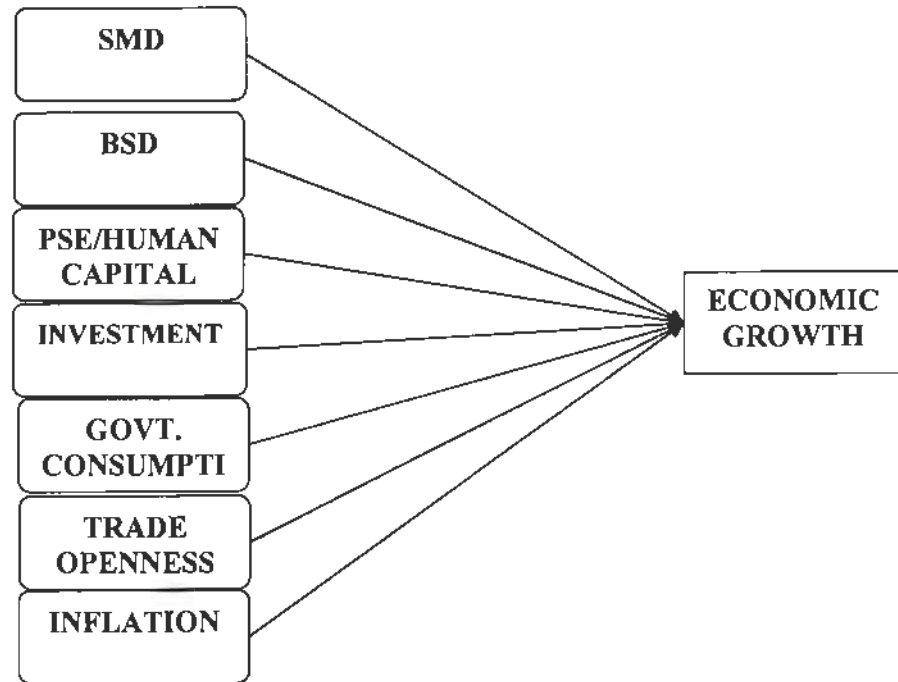 SMD
BSD
PSE/HUMAN
CAPITAL
INVESTMENT
GOVT.
CONSUMPTI
TRADE
OPENNESS
INFLATION
ECONOMIC
GROWTH